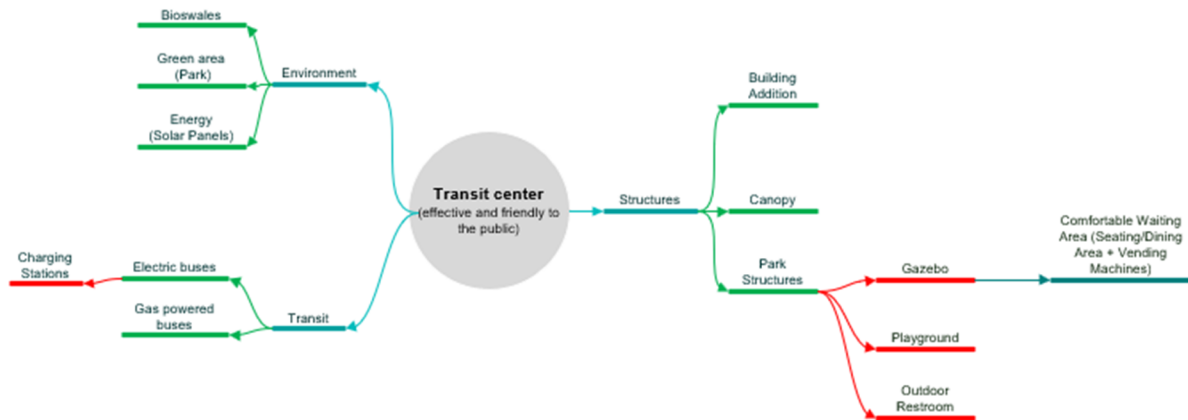 Bioswales
Green area
(Park)
Environment
Energy
(Solar Panels)
Transit center
(effective and friendly to
the public)
Charging
Stations
Electric buses
Gas powered
buses
Transit
Structures
Building
Addition
Canopy
Park
Structures
Gazebo
Comfortable Waiting
Area (Seating/Dining
Area + Vending
Machines)
Playground
Outdoor
Restroom